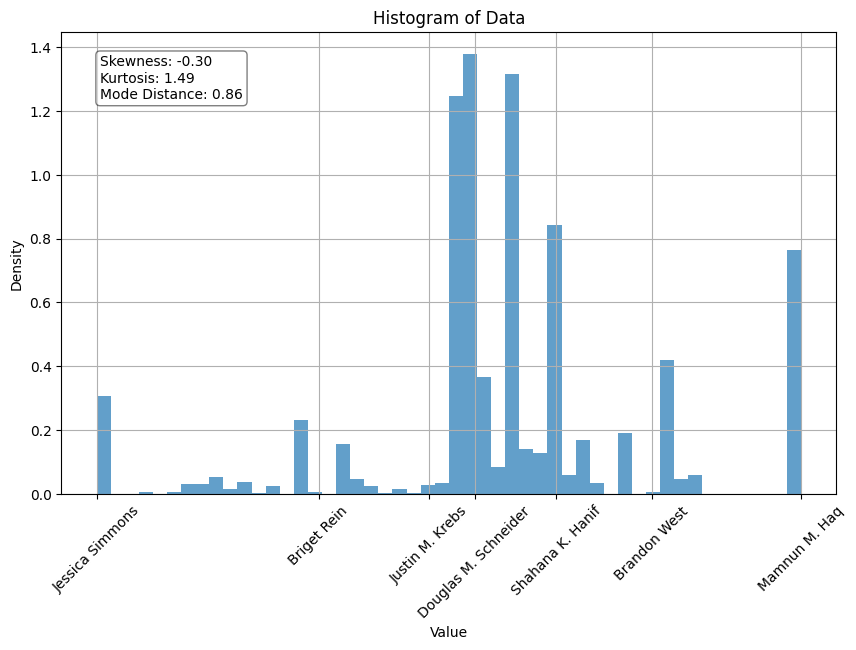 Histogram of Data
Skewness: -0.30
Kurtosis: 1.49
Mode Distance: 0.86
1.4
1.2
1.0
0.8
0.6
0.4
0.2
0.0
Density
Jessica Simmons
Briget Rein
Justin M. Krebs
Douglas M. Schneider
Shahana K. Hanif
Brandon West
Mamnun M. Haq
Value